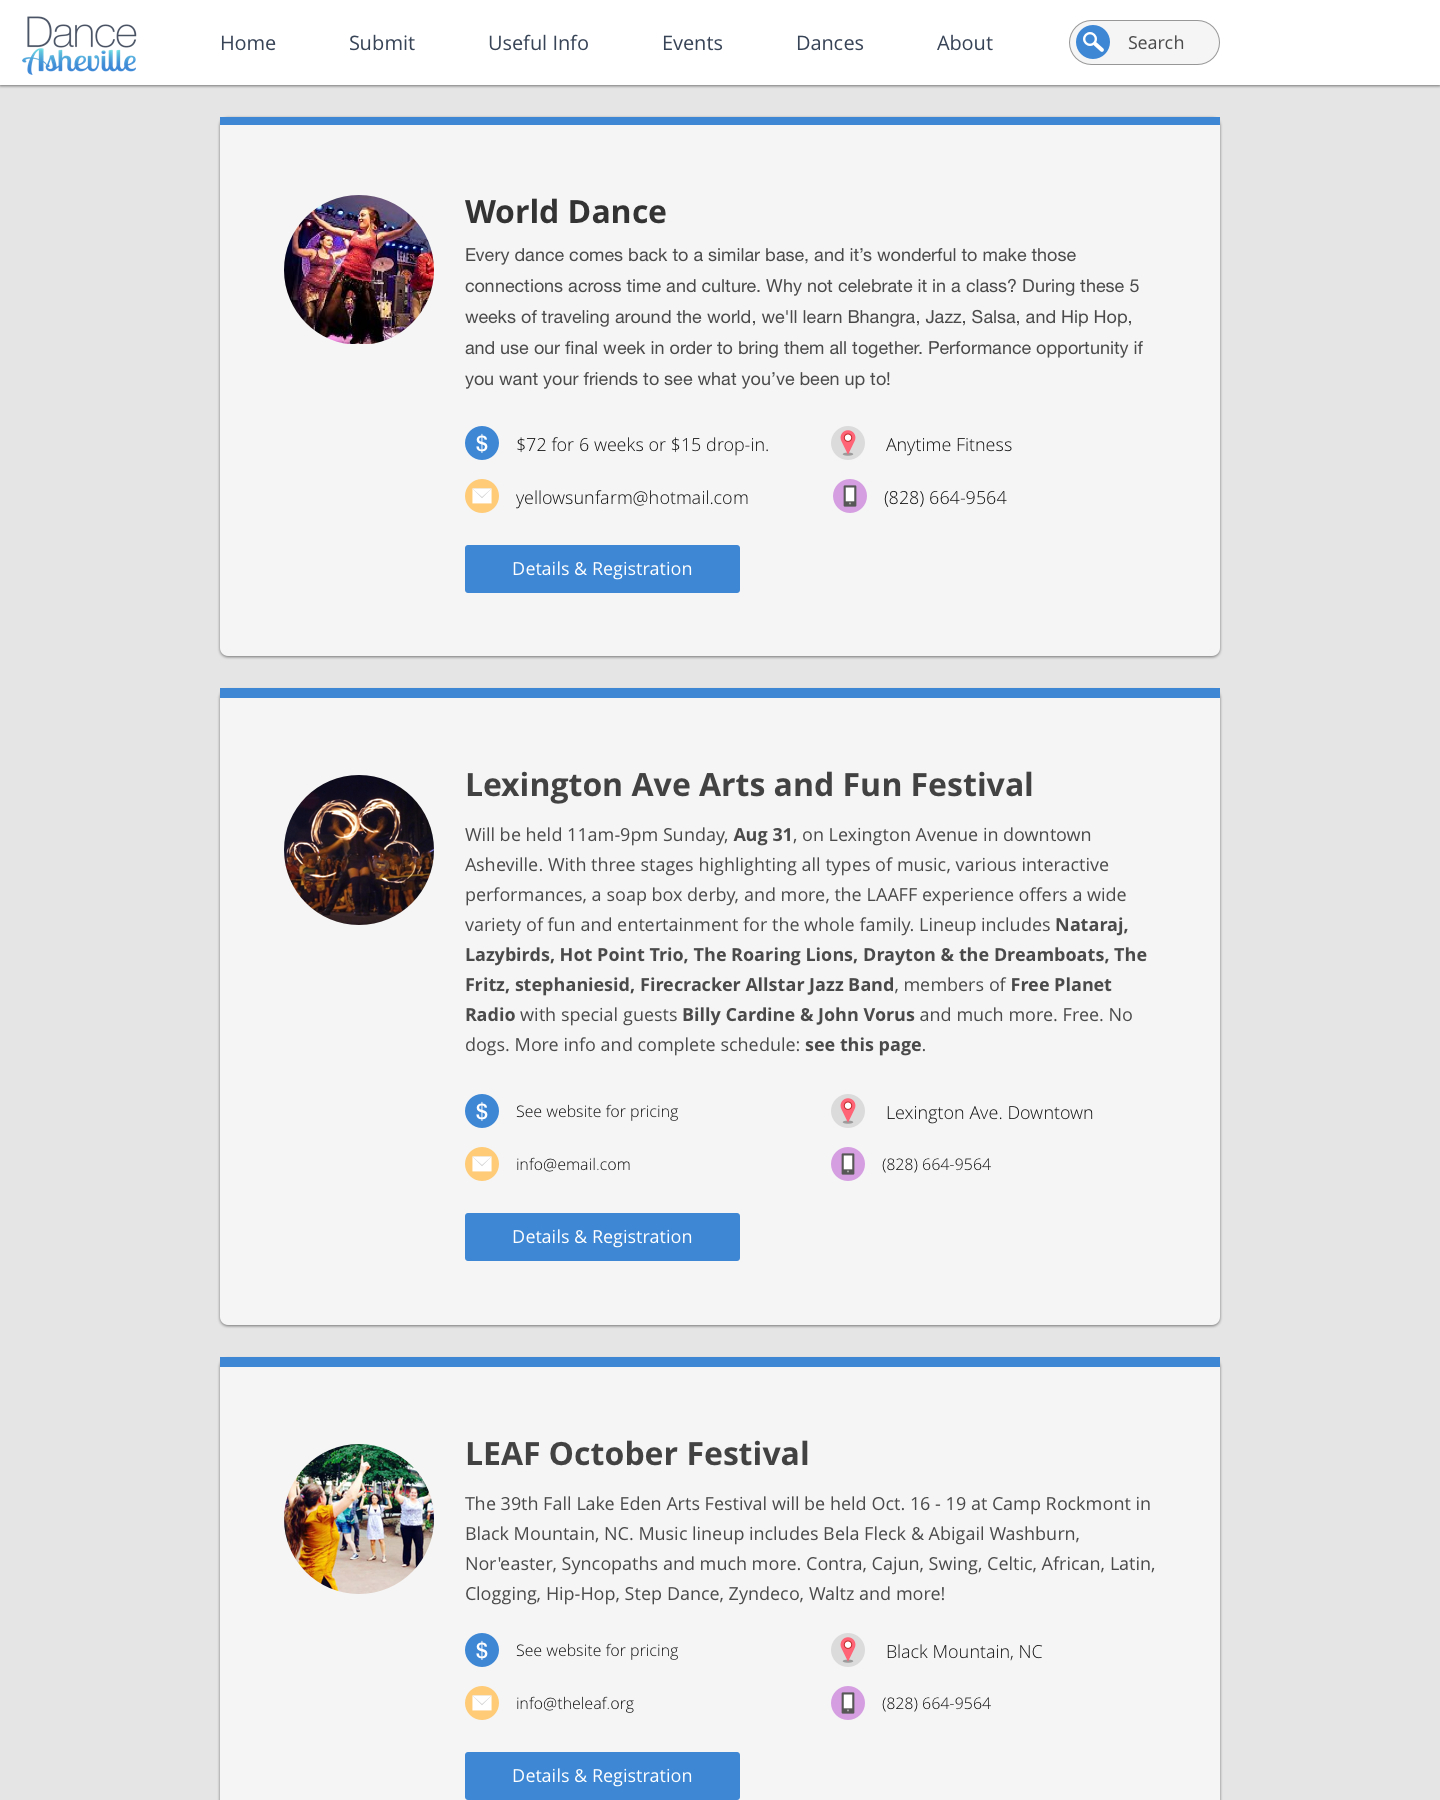 Dance
Asheville
Home Submit Useful Info Events Dances About Search
World Dance
Every dance comes back to a similar base, and it’s wonderful to make those
connections across time and culture. Why not celebrate it in a class? During these 5
weeks of traveling around the world, we'll learn Bhangra, Jazz, Salsa, and Hip Hop,
and use our final week in order to bring them all together. Performance opportunity if
you want your friends to see what you’ve been up to!
$ $72 for 6 weeks or $15 drop-in. Anytime Fitness
yellowsunfarm@hotmail.com (828) 664-9564
Details & Registration
Lexington Ave Arts and Fun Festival
Will be held 11am-9pm Sunday, Aug 31, on Lexington Avenue in downtown
Asheville. With three stages highlighting all types of music, various interactive
performances, a soap box derby, and more, the LAAFF experience offers a wide
variety of fun and entertainment for the whole family. Lineup includes Nataraj,
Lazybirds, Hot Point Trio, The Roaring Lions, Drayton & the Dreamboats, The
Fritz, stephaniesid, Firecracker Allstar Jazz Band, members of Free Planet
Radio with special guests Billy Cardine & John Vorus and much more. Free. No
dogs. More info and complete schedule: see this page.
$ See website for pricing Lexington Ave. Downtown
info@email.com (828) 664-9564
Details & Registration
LEAF October Festival
The 39th Fall Lake Eden Arts Festival will be held Oct. 16 - 19 at Camp Rockmont in
Black Mountain, NC. Music lineup includes Bela Fleck & Abigail Washburn,
Nor'easter, Syncopaths and much more. Contra, Cajun, Swing, Celtic, African, Latin,
Clogging, Hip-Hop, Step Dance, Zyndeco, Waltz and more!
$ See website for pricing Black Mountain, NC
info@theleaf.org (828) 664-9564
Details & Registration